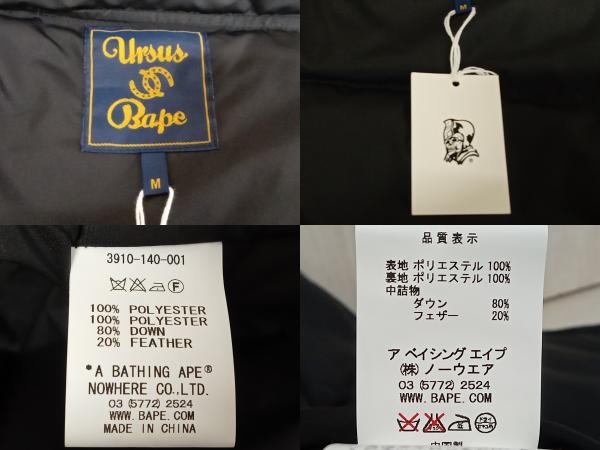 Ursus
Bape
M
®
3910-140-001
F
100% POLYESTER
100% POLYESTER
80% DOWN
20% FEATHER
*A BATHING APE®
NOWHERE CO.,LTD.
03 (5772) 2524
WWW.BAPE.COM
MADE IN CHINA
品質表示
表地 ポリエステル 100%
裏地 ポリエステル 100%
中詰物
ダウン 80%
フェザー 20%
ア ベイシング エイプ
(株) ノーウエア
03 (5772) 2524
WWW.BAPE.COM
中国製